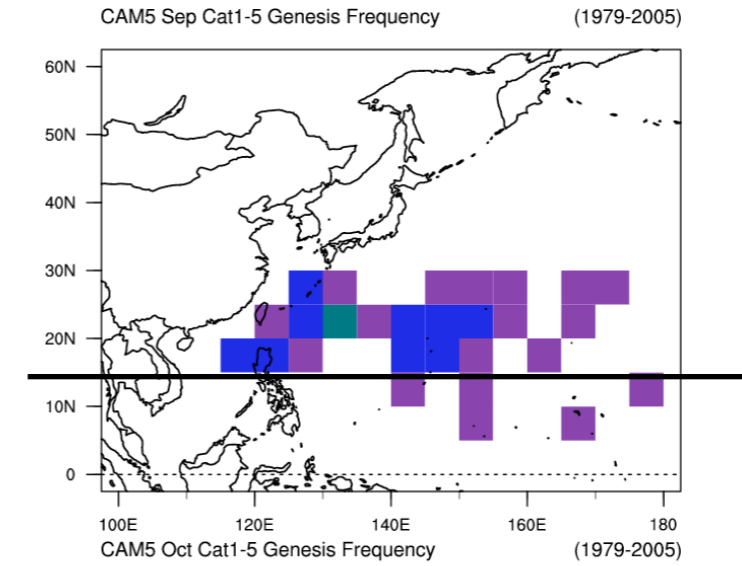 CAM5 Sep Cat1-5 Genesis Frequency (1979-2005)
60N
50N
40N
30N
20N
10N
0
100E 120E 140E 160E 180
CAM5 Oct Cat1-5 Genesis Frequency (1979-2005)